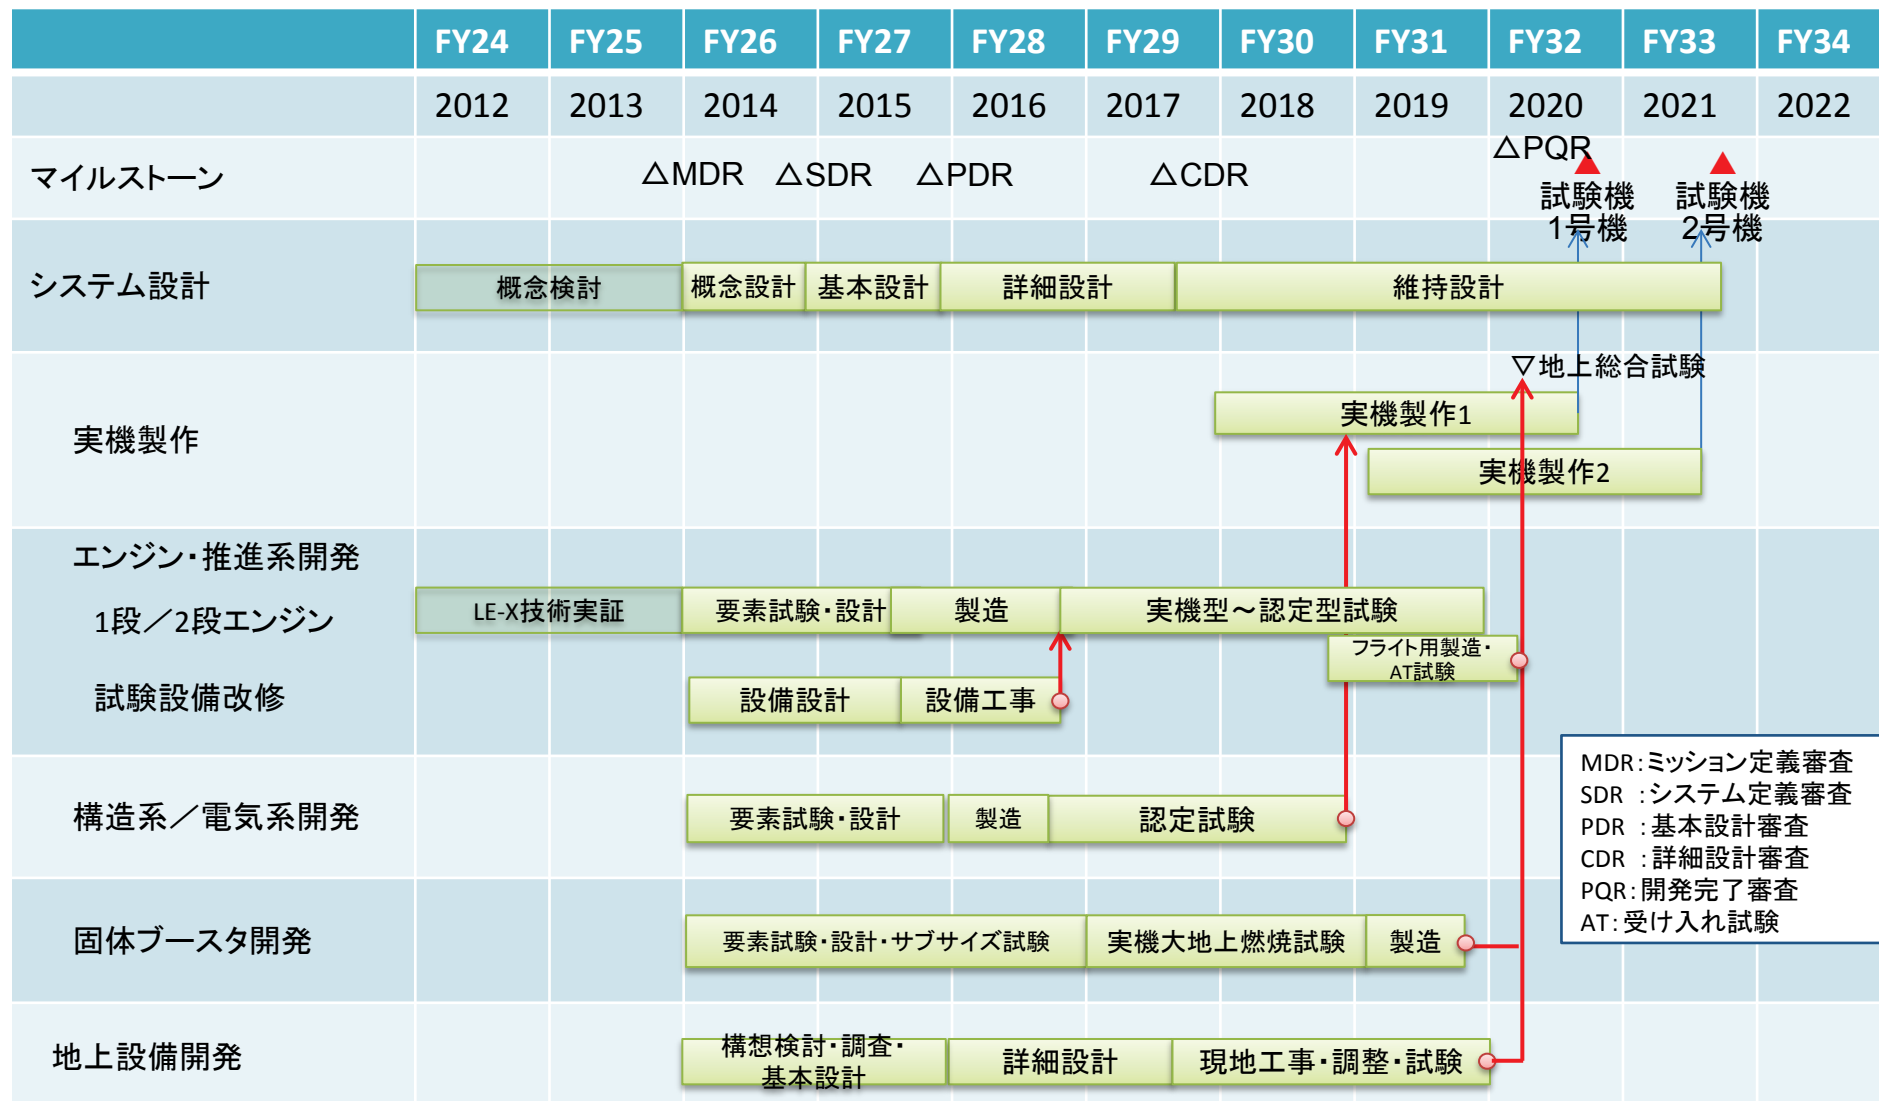 FY24 FY25 FY26 FY27 FY28 FY29 FY30 FY31 FY32 FY33 FY34
2012 2013 2014 2015 2016 2017 2018 2019 2020 2021 2022
マイルストーン
△MDR △SDR △PDR △CDR △PQR
▲ ▲
試験機 試験機
1号機 2号機
システム設計
概念検討 概念設計 基本設計 詳細設計 維持設計
▽地上総合試験
実機製作
実機製作1
実機製作2
エンジン・推進系開発
1段／2段エンジン
LE-X技術実証 要素試験・設計 製造 実機型～認定型試験
フライト用製造・
AT試験
試験設備改修
設備設計 設備工事
構造系／電気系開発
要素試験・設計 製造 認定試験
固体ブースタ開発
要素試験・設計・サブサイズ試験 実機大地上燃焼試験 製造
地上設備開発
構想検討・調査・
基本設計
詳細設計 現地工事・調整・試験
MDR：ミッション定義審査
SDR ：システム定義審査
PDR ：基本設計審査
CDR ：詳細設計審査
PQR：開発完了審査
AT：受け入れ試験